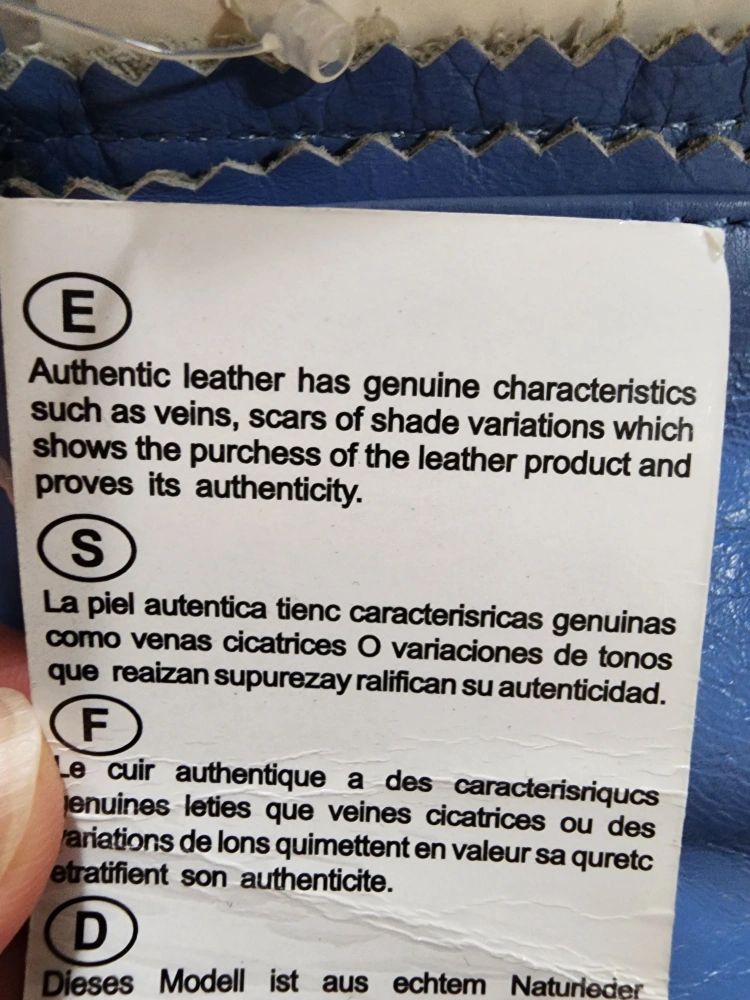 E
Authentic leather has genuine characteristics
such as veins, scars of shade variations which
shows the purchess of the leather product and
proves its authenticity.
S
La piel autentica tienc caracterisricas genuinas
como venas cicatrices O variaciones de tonos
que reaizan supurezay ralifican su autenticidad.
F
Le cuir authentique a des caracterisriqucs
enuines leties que veines cicatrices ou des
ariations de lons quimettent en valeur sa quretc
etratifient son authenticite.
D
Dieses Modell ist aus echtem Naturleder